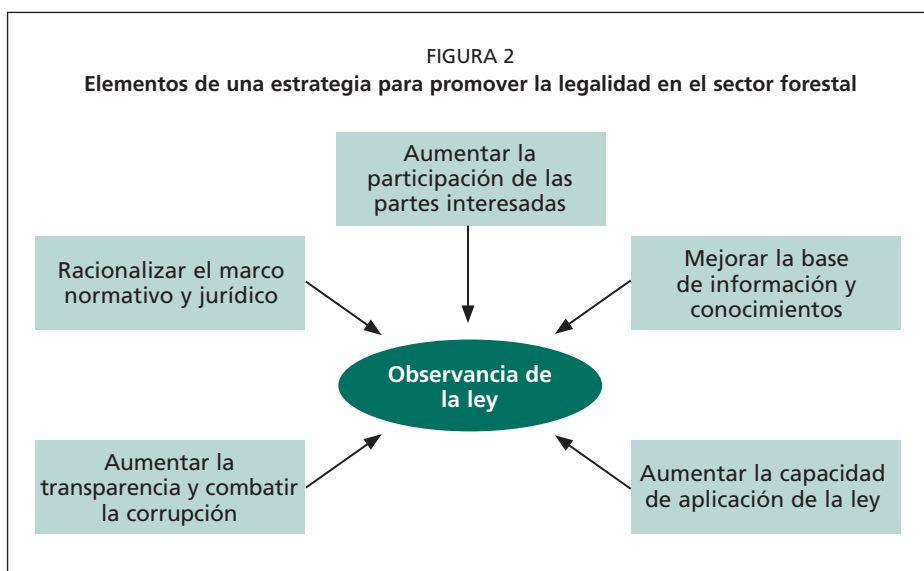 FIGURA 2
Elementos de una estrategia para promover la legalidad en el sector forestal
Aumentar la
participación de las
partes interesadas
Racionalizar el marco
normativo y jurídico
Mejorar la base
de información y
conocimientos
Observancia de
la ley
Aumentar la
transparencia y combatir
la corrupción
Aumentar la capacidad
de aplicación de la ley